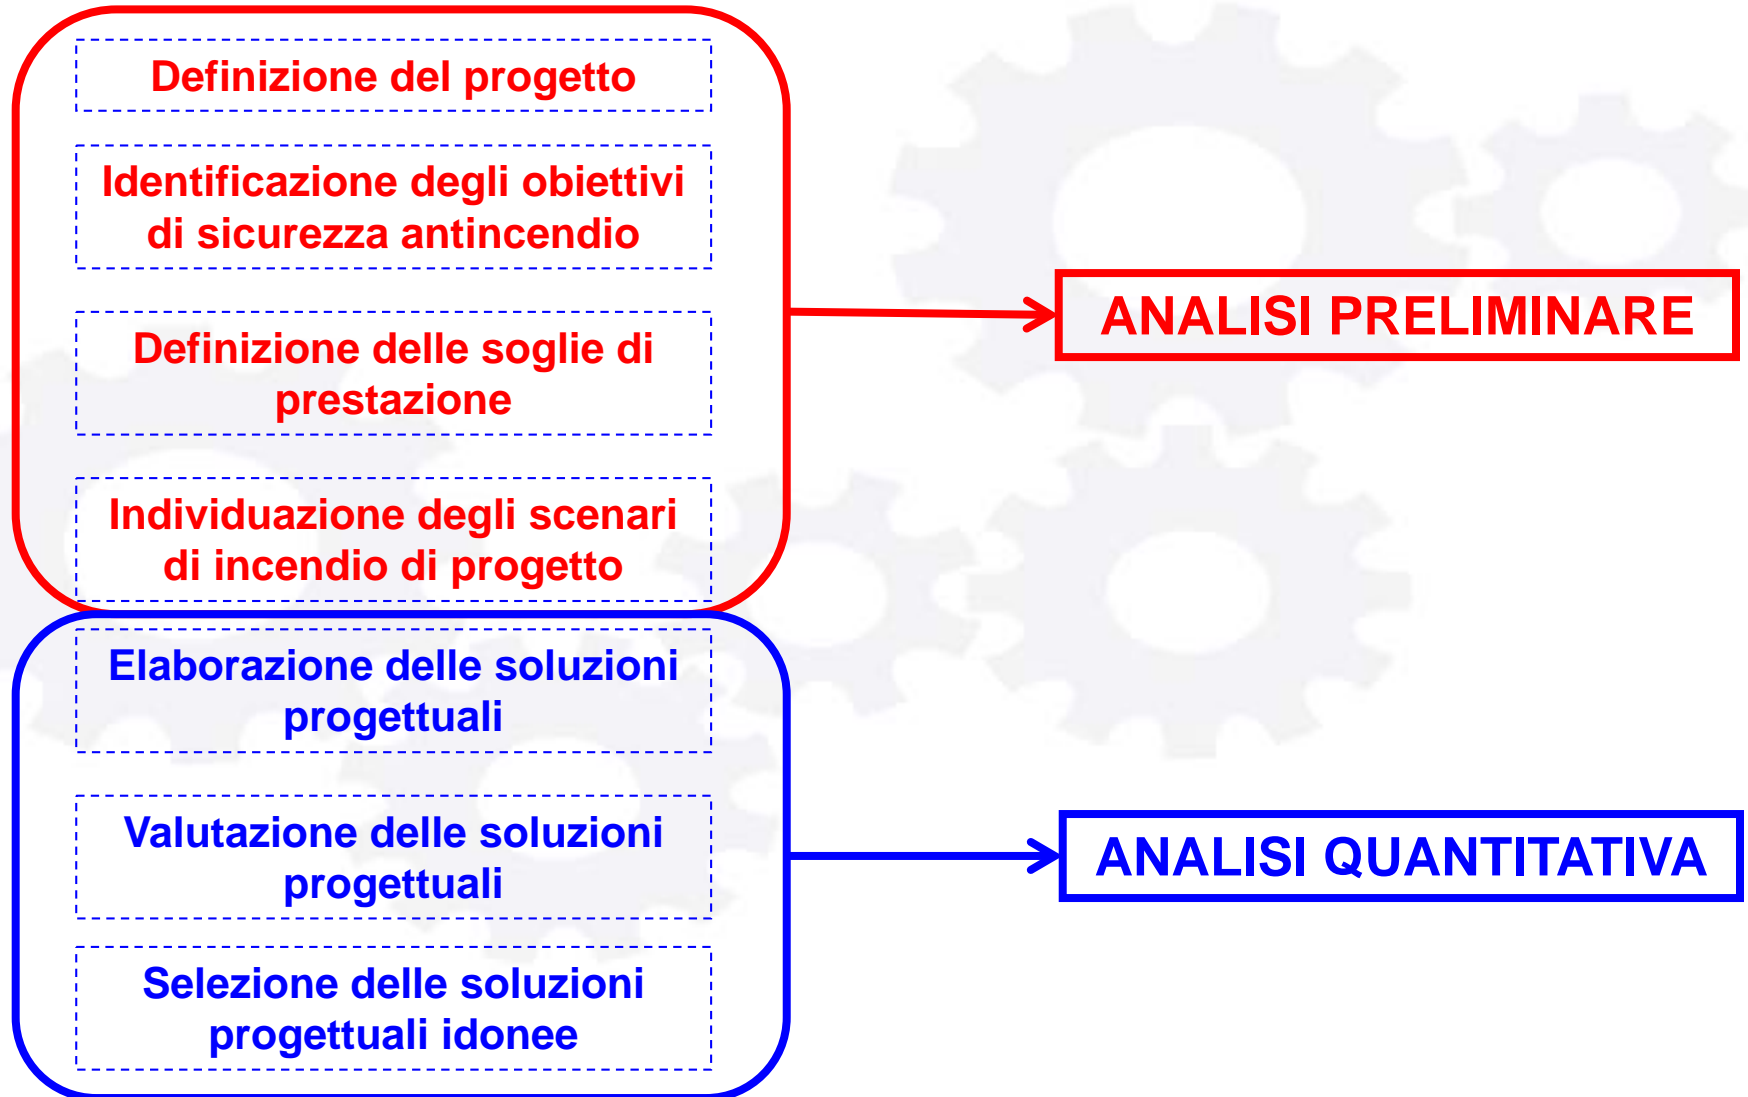 Definizione del progetto
Identificazione degli obiettivi
di sicurezza antincendio
Definizione delle soglie di
prestazione
Individuazione degli scenari
di incendio di progetto
ANALISI PRELIMINARE
Elaborazione delle soluzioni
progettuali
Valutazione delle soluzioni
progettuali
Selezione delle soluzioni
progettuali idonee
ANALISI QUANTITATIVA